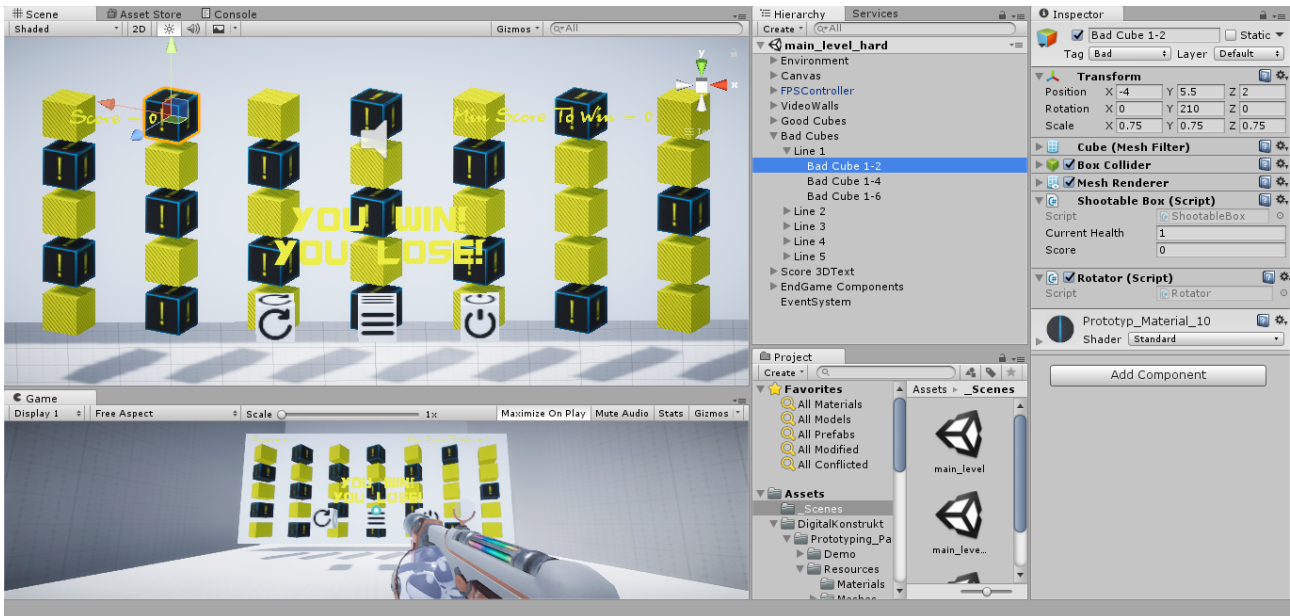 Scene Asset Store Console
Shaded 2D Gizmos All
Score = 0 Min Score To Win = 0
y
x
YOU WIN!
YOU LOSE!
Game
Display 1 Free Aspect Scale 1x Maximize On Play Mute Audio Stats Gizmos
YOU WIN!
YOU LOSE!
Hierarchy Services
Create All
main_level_hard
Environment
Canvas
FPSController
VideoWalls
Good Cubes
Bad Cubes
Line 1
Bad Cube 1-2
Bad Cube 1-4
Bad Cube 1-6
Line 2
Line 3
Line 4
Line 5
Score 3DText
EndGame Components
EventSystem
Project
Create
Favorites
All Materials
All Models
All Prefabs
All Modified
All Conflicted
Assets
_Scenes
DigitalKonstrukt
Prototyping_Pa
Demo
Resources
Materials
Meshes
Assets _Scenes
main_level
main_leve...
Inspector
Bad Cube 1-2 Static
Tag Bad Layer Default
Transform
Position X -4 Y 5.5 Z 2
Rotation X 0 Y 210 Z 0
Scale X 0.75 Y 0.75 Z 0.75
Cube (Mesh Filter)
Box Collider
Mesh Renderer
Shootable Box (Script)
Script ShootableBox
Current Health 1
Score 0
Rotator (Script)
Script Rotator
Prototyp_Material_10
Shader Standard
Add Component